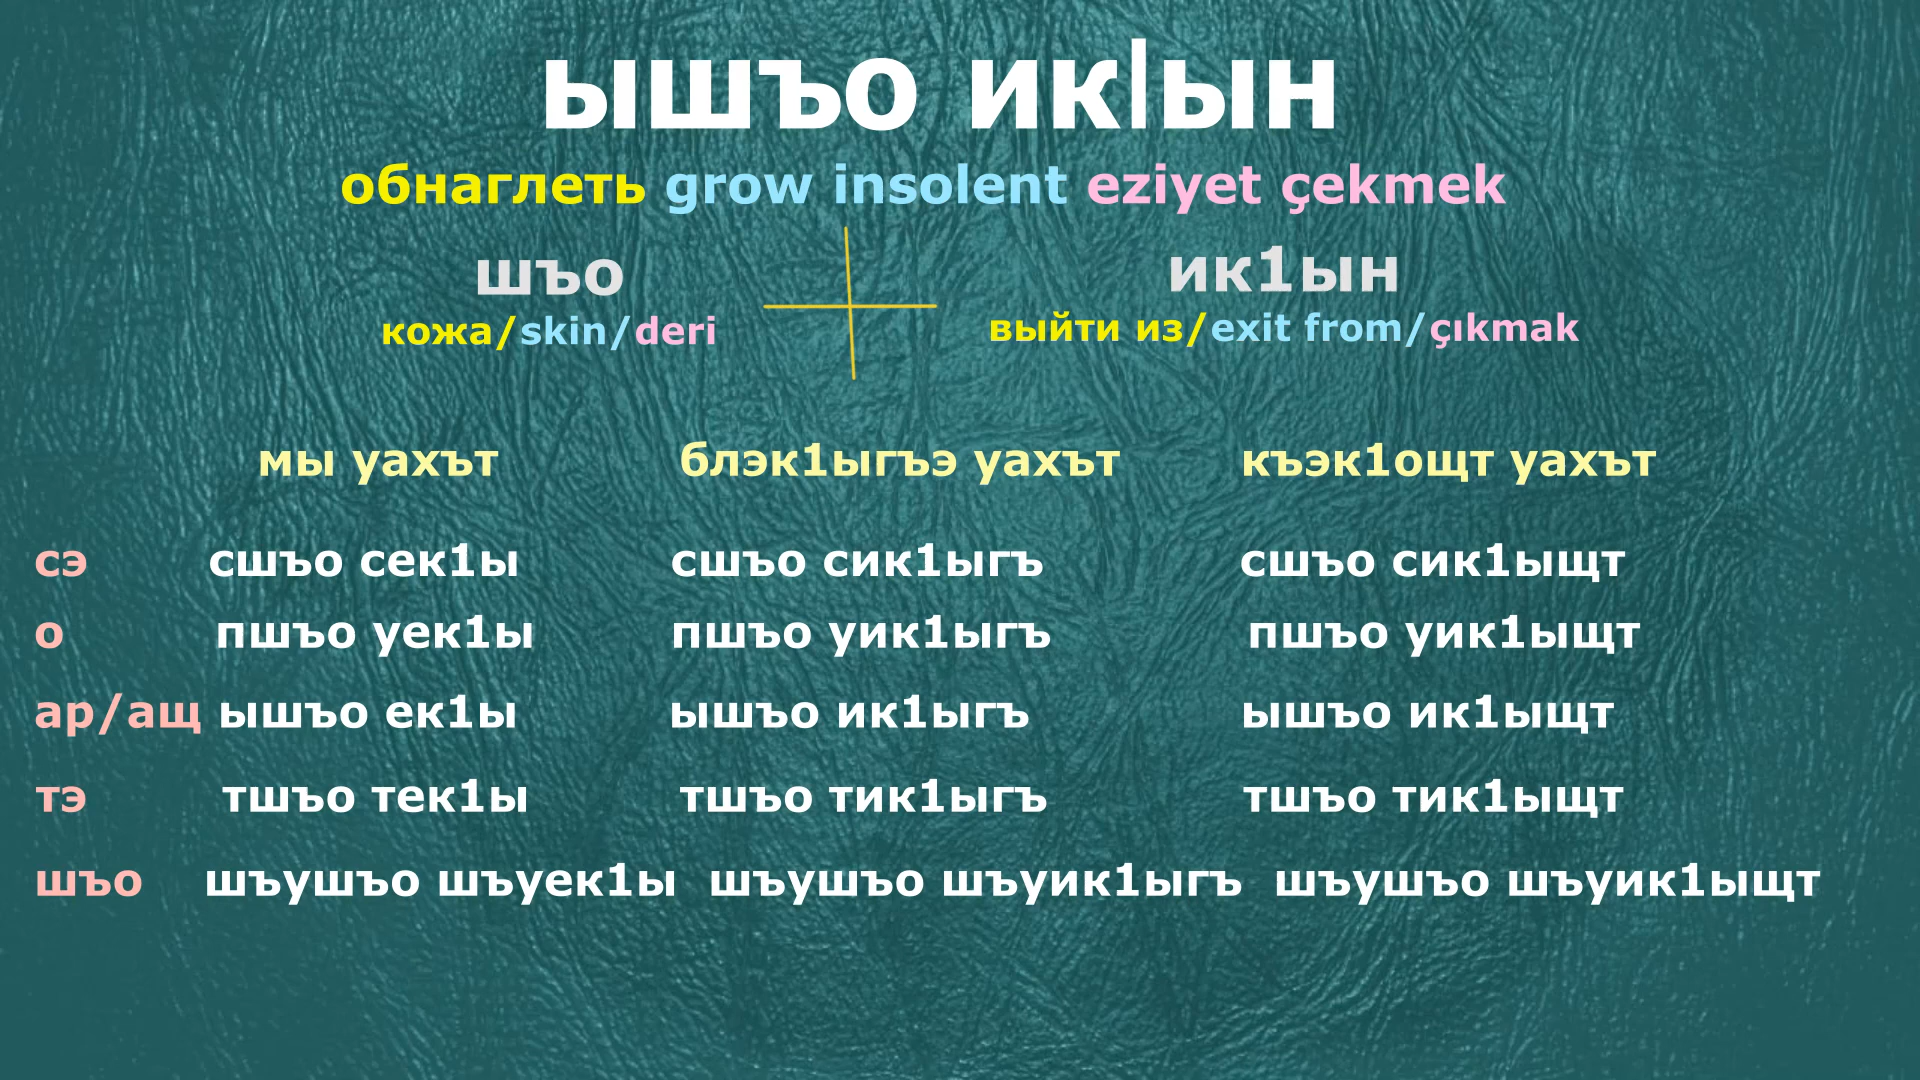 ышъо икӏын
обнаглеть grow insolent eziyet çekmek
шъо ик1ын
кожа/skin/deri выйти из/exit from/çıkmak
мы уахът блэк1ыгъэ уахът къэк1ощт уахът
сэ сшъо сек1ы сшъо сик1ыгъ сшъо сик1ыщт
о пшъо уек1ы пшъо уик1ыгъ пшъо уик1ыщт
ар/ащ ышъо ек1ы ышъо ик1ыгъ ышъо ик1ыщт
тэ тшъо тек1ы тшъо тик1ыгъ тшъо тик1ыщт
шъо шъушъо шъуек1ы шъушъо шъуик1ыгъ шъушъо шъуик1ыщт